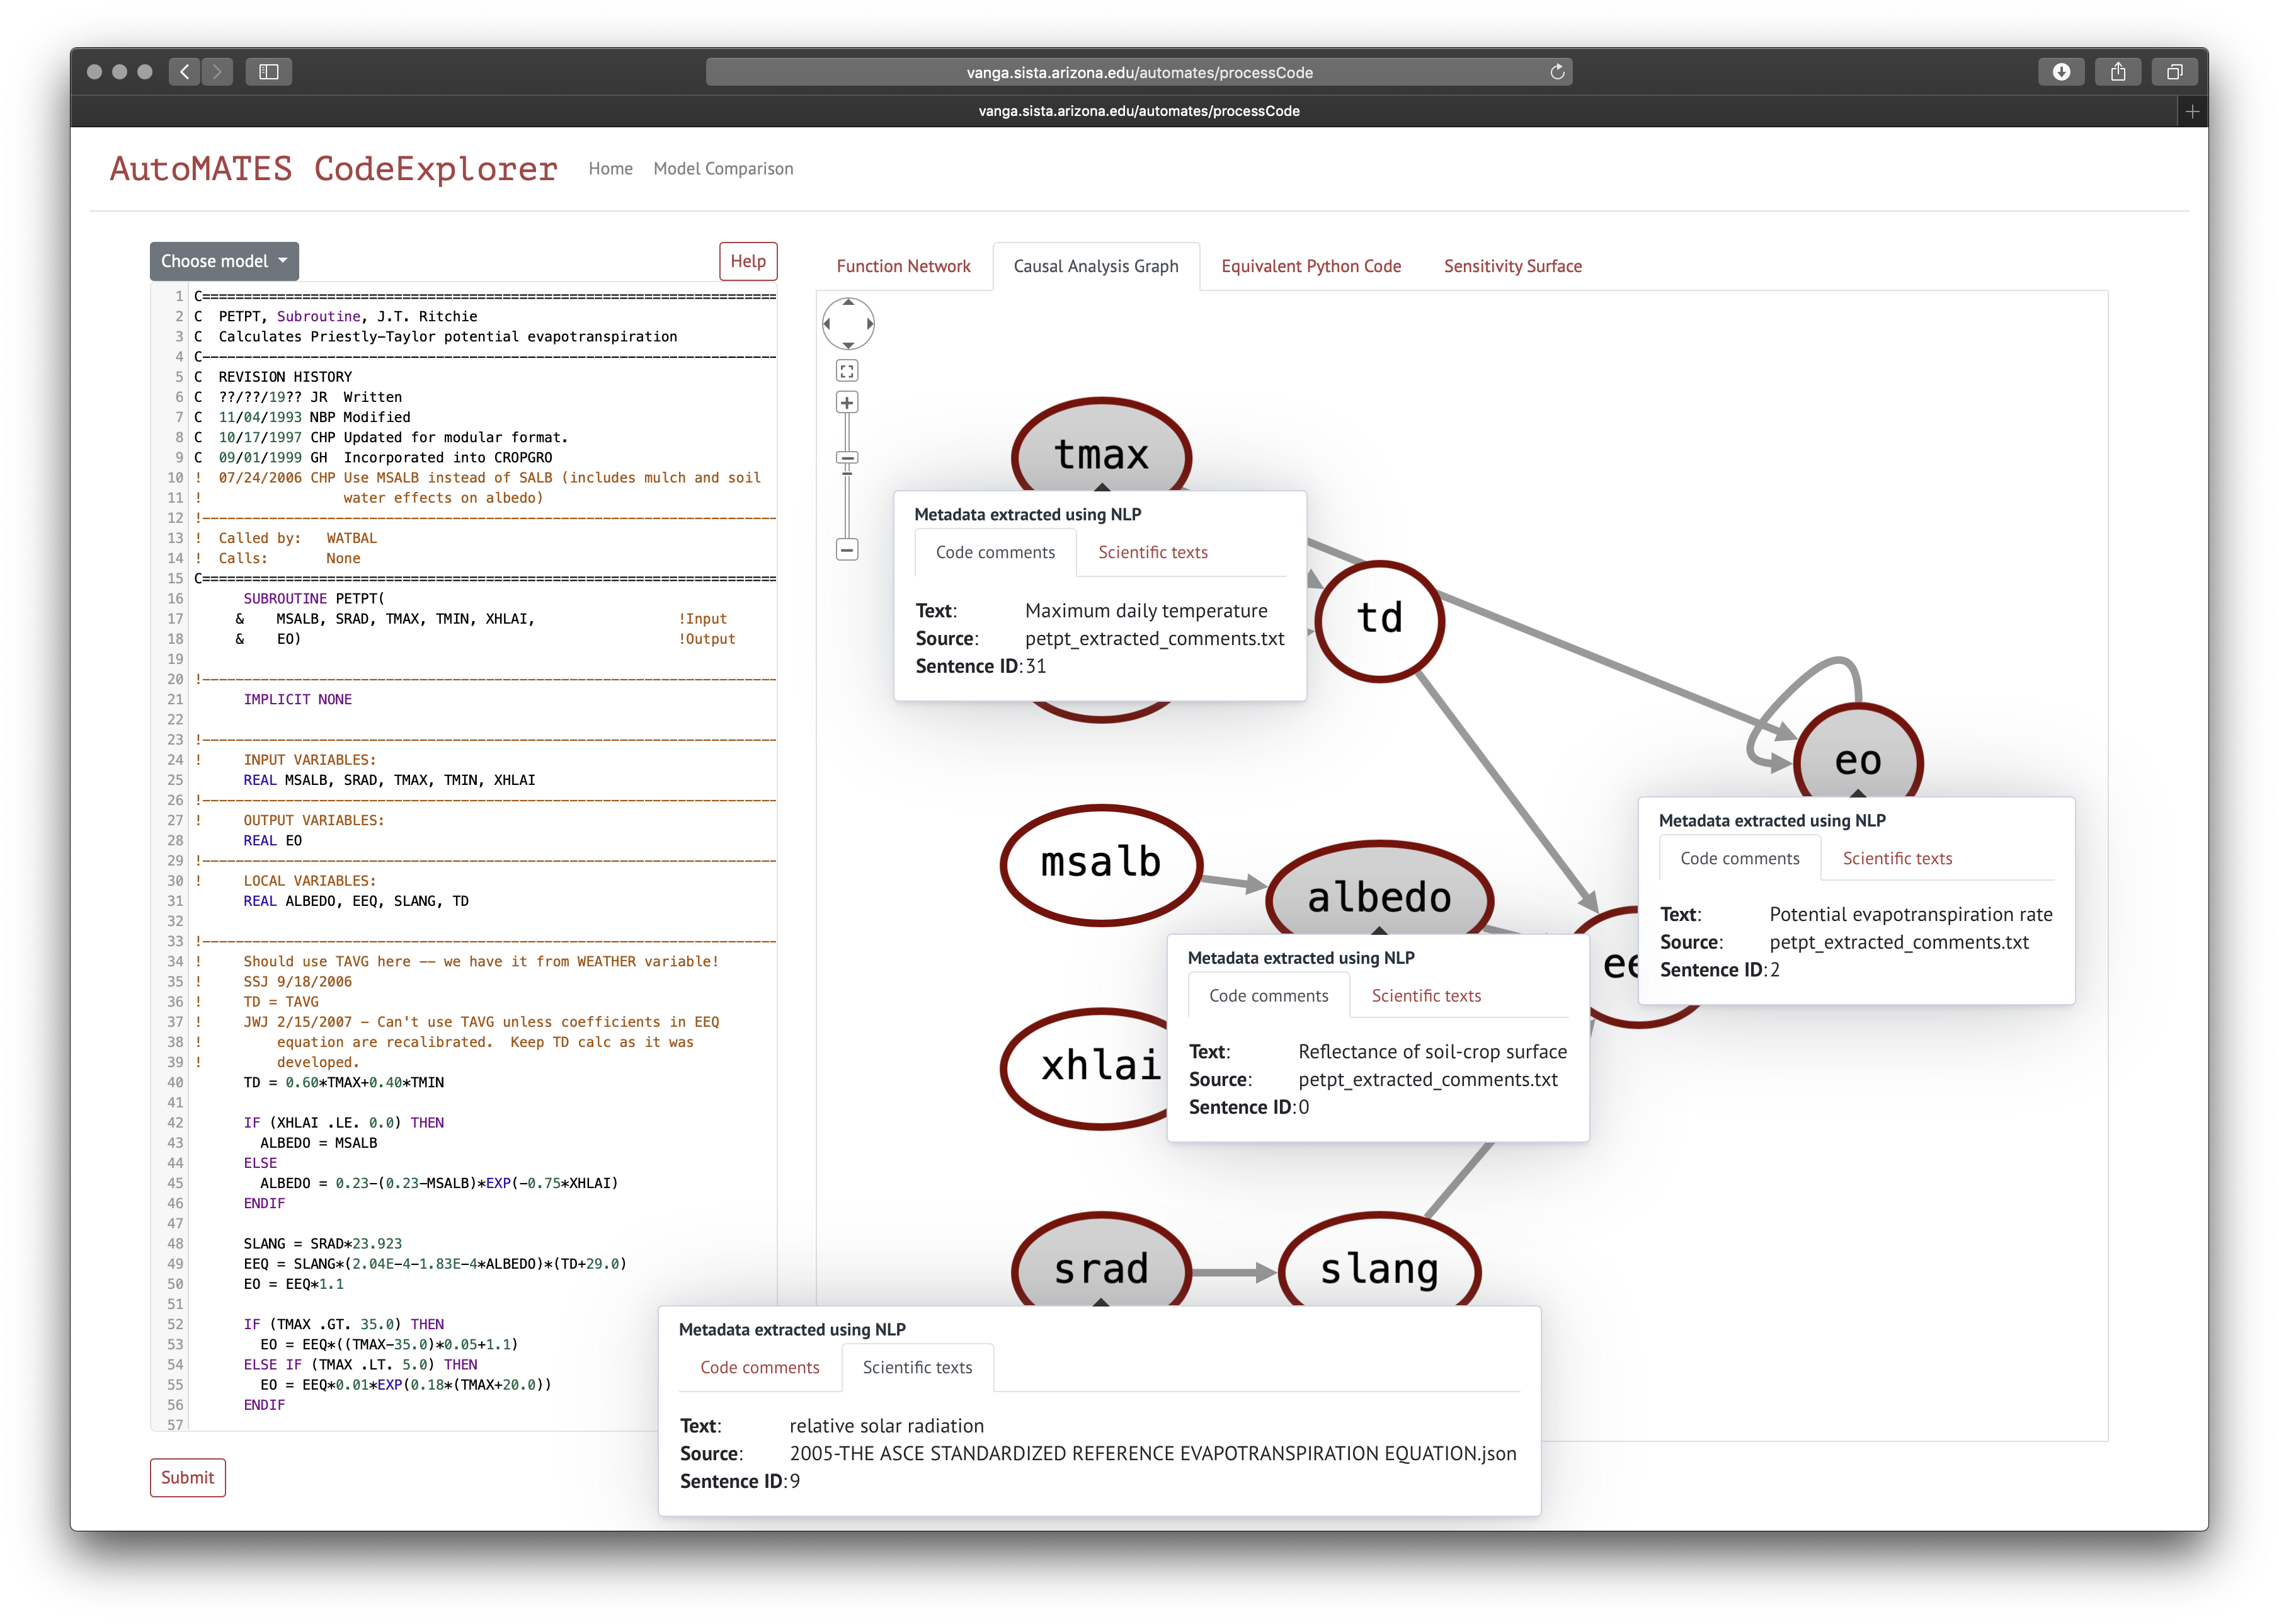 vanga.sista.arizona.edu/automates/processCode
vanga.sista.arizona.edu/automates/processCode
AutoMATES CodeExplorer Home Model Comparison
Choose model Help
1 C=====================================================================
2 C  PETPT, Subroutine, J.T. Ritchie
3 C  Calculates Priestly-Taylor potential evapotranspiration
4 C---------------------------------------------------------------------
5 C  REVISION HISTORY
6 C  ??/??/19?? JR  Written
7 C  11/04/1993 NBP Modified
8 C  10/17/1997 CHP Updated for modular format.
9 C  09/01/1999 GH  Incorporated into CROPGRO
10 !  07/24/2006 CHP Use MSALB instead of SALB (includes mulch and soil
11 !                 water effects on albedo)
12 !---------------------------------------------------------------------
13 !  Called by:   WATBAL
14 !  Calls:       None
15 C=====================================================================
16       SUBROUTINE PETPT(
17      &    MSALB, SRAD, TMAX, TMIN, XHLAI,                 !Input
18      &    EO)                                             !Output
19
20 !---------------------------------------------------------------------
21       IMPLICIT NONE
22
23 !---------------------------------------------------------------------
24 !     INPUT VARIABLES:
25       REAL MSALB, SRAD, TMAX, TMIN, XHLAI
26 !---------------------------------------------------------------------
27 !     OUTPUT VARIABLES:
28       REAL EO
29 !---------------------------------------------------------------------
30 !     LOCAL VARIABLES:
31       REAL ALBEDO, EEQ, SLANG, TD
32
33 !---------------------------------------------------------------------
34 !     Should use TAVG here -- we have it from WEATHER variable!
35 !     SSJ 9/18/2006
36 !     TD = TAVG
37 !     JWJ 2/15/2007 - Can't use TAVG unless coefficients in EEQ
38 !         equation are recalibrated.  Keep TD calc as it was
39 !         developed.
40       TD = 0.60*TMAX+0.40*TMIN
41
42       IF (XHLAI .LE. 0.0) THEN
43         ALBEDO = MSALB
44       ELSE
45         ALBEDO = 0.23-(0.23-MSALB)*EXP(-0.75*XHLAI)
46       ENDIF
47
48       SLANG = SRAD*23.923
49       EEQ = SLANG*(2.04E-4-1.83E-4*ALBEDO)*(TD+29.0)
50       EO = EEQ*1.1
51
52       IF (TMAX .GT. 35.0) THEN
53         EO = EEQ*((TMAX-35.0)*0.05+1.1)
54       ELSE IF (TMAX .LT. 5.0) THEN
55         EO = EEQ*0.01*EXP(0.18*(TMAX+20.0))
56       ENDIF
57
Submit
Function Network Causal Analysis Graph Equivalent Python Code Sensitivity Surface
tmax
Metadata extracted using NLP
Code comments Scientific texts
Text: Maximum daily temperature
Source: petpt_extracted_comments.txt
Sentence ID: 31
td
eo
Metadata extracted using NLP
Code comments Scientific texts
Text: Potential evapotranspiration rate
Source: petpt_extracted_comments.txt
Sentence ID: 2
msalb
albedo
Metadata extracted using NLP
Code comments Scientific texts
Text: Reflectance of soil-crop surface
Source: petpt_extracted_comments.txt
Sentence ID: 0
xhlai
srad
slang
Metadata extracted using NLP
Code comments Scientific texts
Text: relative solar radiation
Source: 2005-THE ASCE STANDARDIZED REFERENCE EVAPOTRANSPIRATION EQUATION.json
Sentence ID: 9